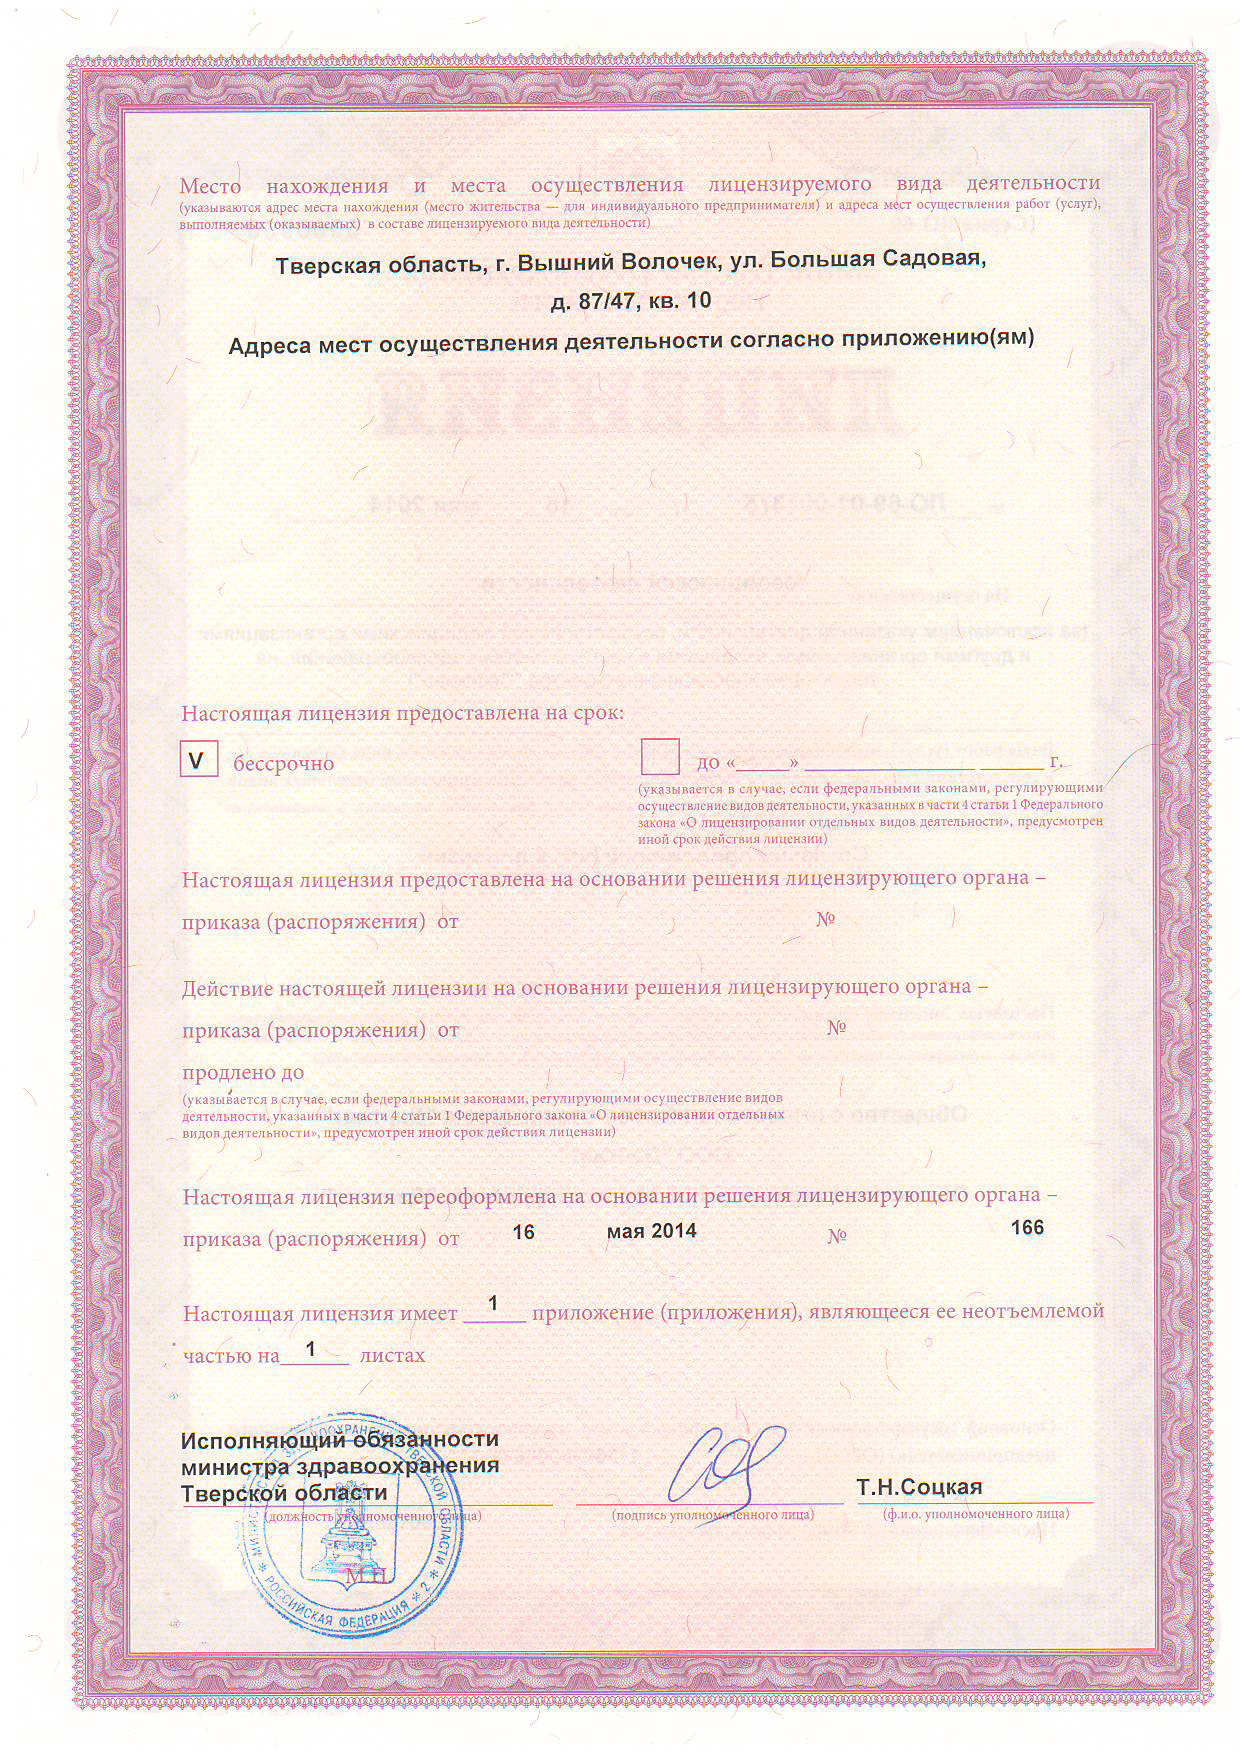 Место нахождения и места осуществления лицензируемого вида деятельности
(указываются адрес места нахождения (место жительства — для индивидуального предпринимателя) и адреса мест осуществления работ (услуг),
выполняемых (оказываемых) в составе лицензируемого вида деятельности)
Тверская область, г. Вышний Волочек, ул. Большая Садовая,
д. 87/47, кв. 10
Адреса мест осуществления деятельности согласно приложению(ям)
Настоящая лицензия предоставлена на срок:
V бессрочно
до «_____» ________________ ______ г.
(указывается в случае, если федеральными законами, регулирующими
осуществление видов деятельности, указанных в части 4 статьи 1 Федерального
закона «О лицензировании отдельных видов деятельности», предусмотрен
иной срок действия лицензии)
Настоящая лицензия предоставлена на основании решения лицензирующего органа –
приказа (распоряжения) от №
Действие настоящей лицензии на основании решения лицензирующего органа –
приказа (распоряжения) от №
продлено до
(указывается в случае, если федеральными законами, регулирующими осуществление видов
деятельности, указанных в части 4 статьи 1 Федерального закона «О лицензировании отдельных
видов деятельности», предусмотрен иной срок действия лицензии)
Настоящая лицензия переоформлена на основании решения лицензирующего органа –
приказа (распоряжения) от 16 мая 2014 № 166
Настоящая лицензия имеет 1 приложение (приложения), являющееся ее неотъемлемой
частью на 1 листах
Исполняющий обязанности
министра здравоохранения
Тверской области
Т.Н.Соцкая
(должность уполномоченного лица)
(подпись уполномоченного лица)
(ф.и.о. уполномоченного лица)
М.П.
РОССИЙСКАЯ ФЕДЕРАЦИЯ * 2 *